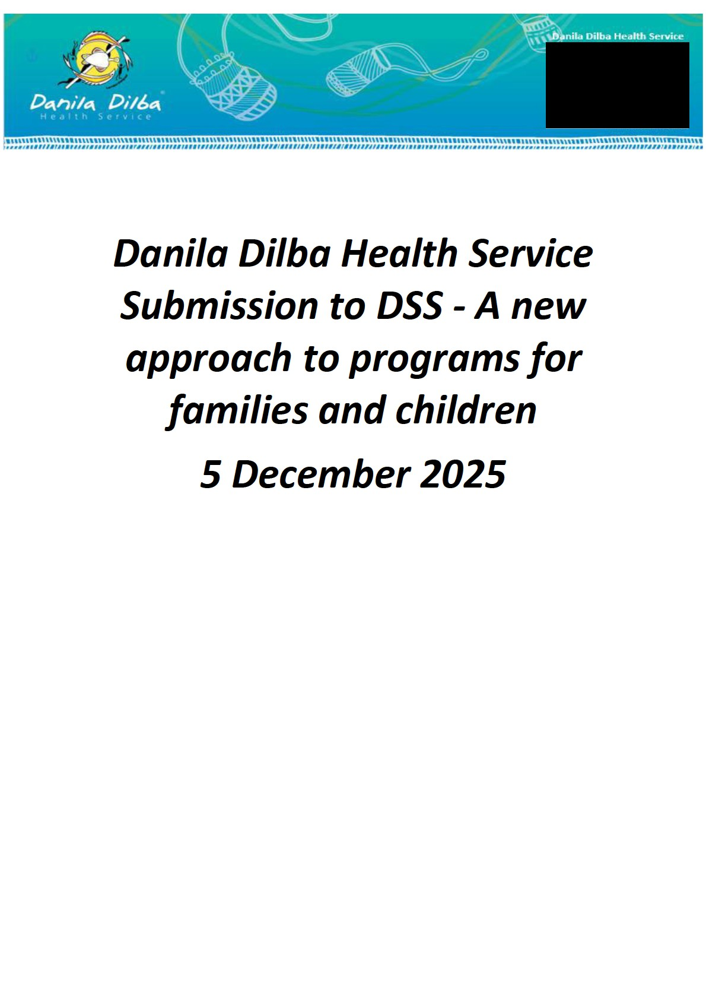 Danila Dilba Health Service
Danila Dilba
Health Service
Danila Dilba Health Service
Submission to DSS - A new
approach to programs for
families and children
5 December 2025